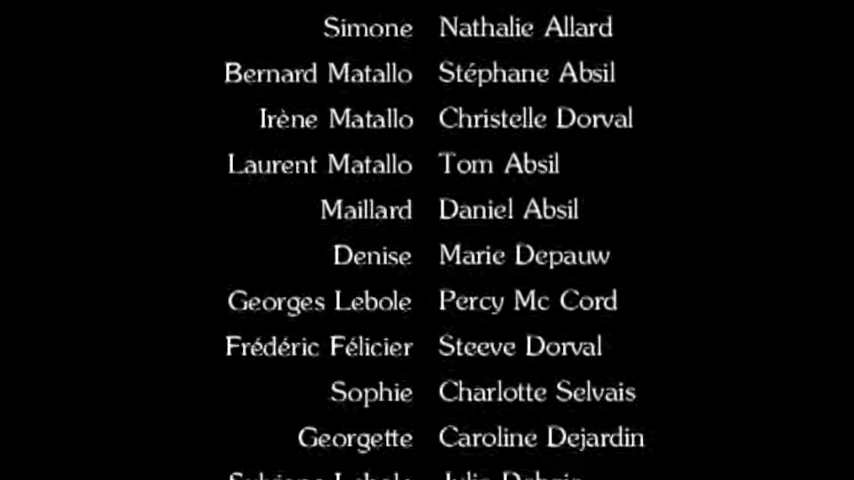 Simone Nathalie Allard
Bernard Matallo Stéphane Absil
Irène Matallo Christelle Dorval
Laurent Matallo Tom Absil
Maillard Daniel Absil
Denise Marie Depauw
Georges Lebole Percy Mc Cord
Frédéric Félicier Steeve Dorval
Sophie Charlotte Selvais
Georgette Caroline Dejardin